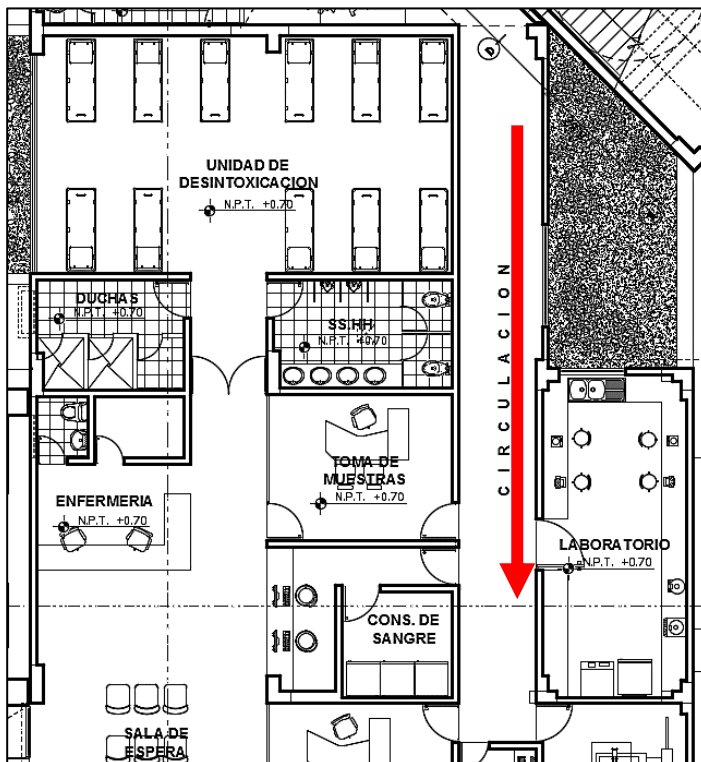 UNIDAD DE
DESINTOXICACION
N.P.T. +0.70
DUCHAS
N.P.T. +0.70
SS.HH
N.P.T. +0.70
CIRCULACION
TOMA DE
MUESTRAS
N.P.T. +0.70
ENFERMERIA
N.P.T. +0.70
LABORATORIO
N.P.T. +0.70
CONS. DE
SANGRE
SALA DE
ESPERA